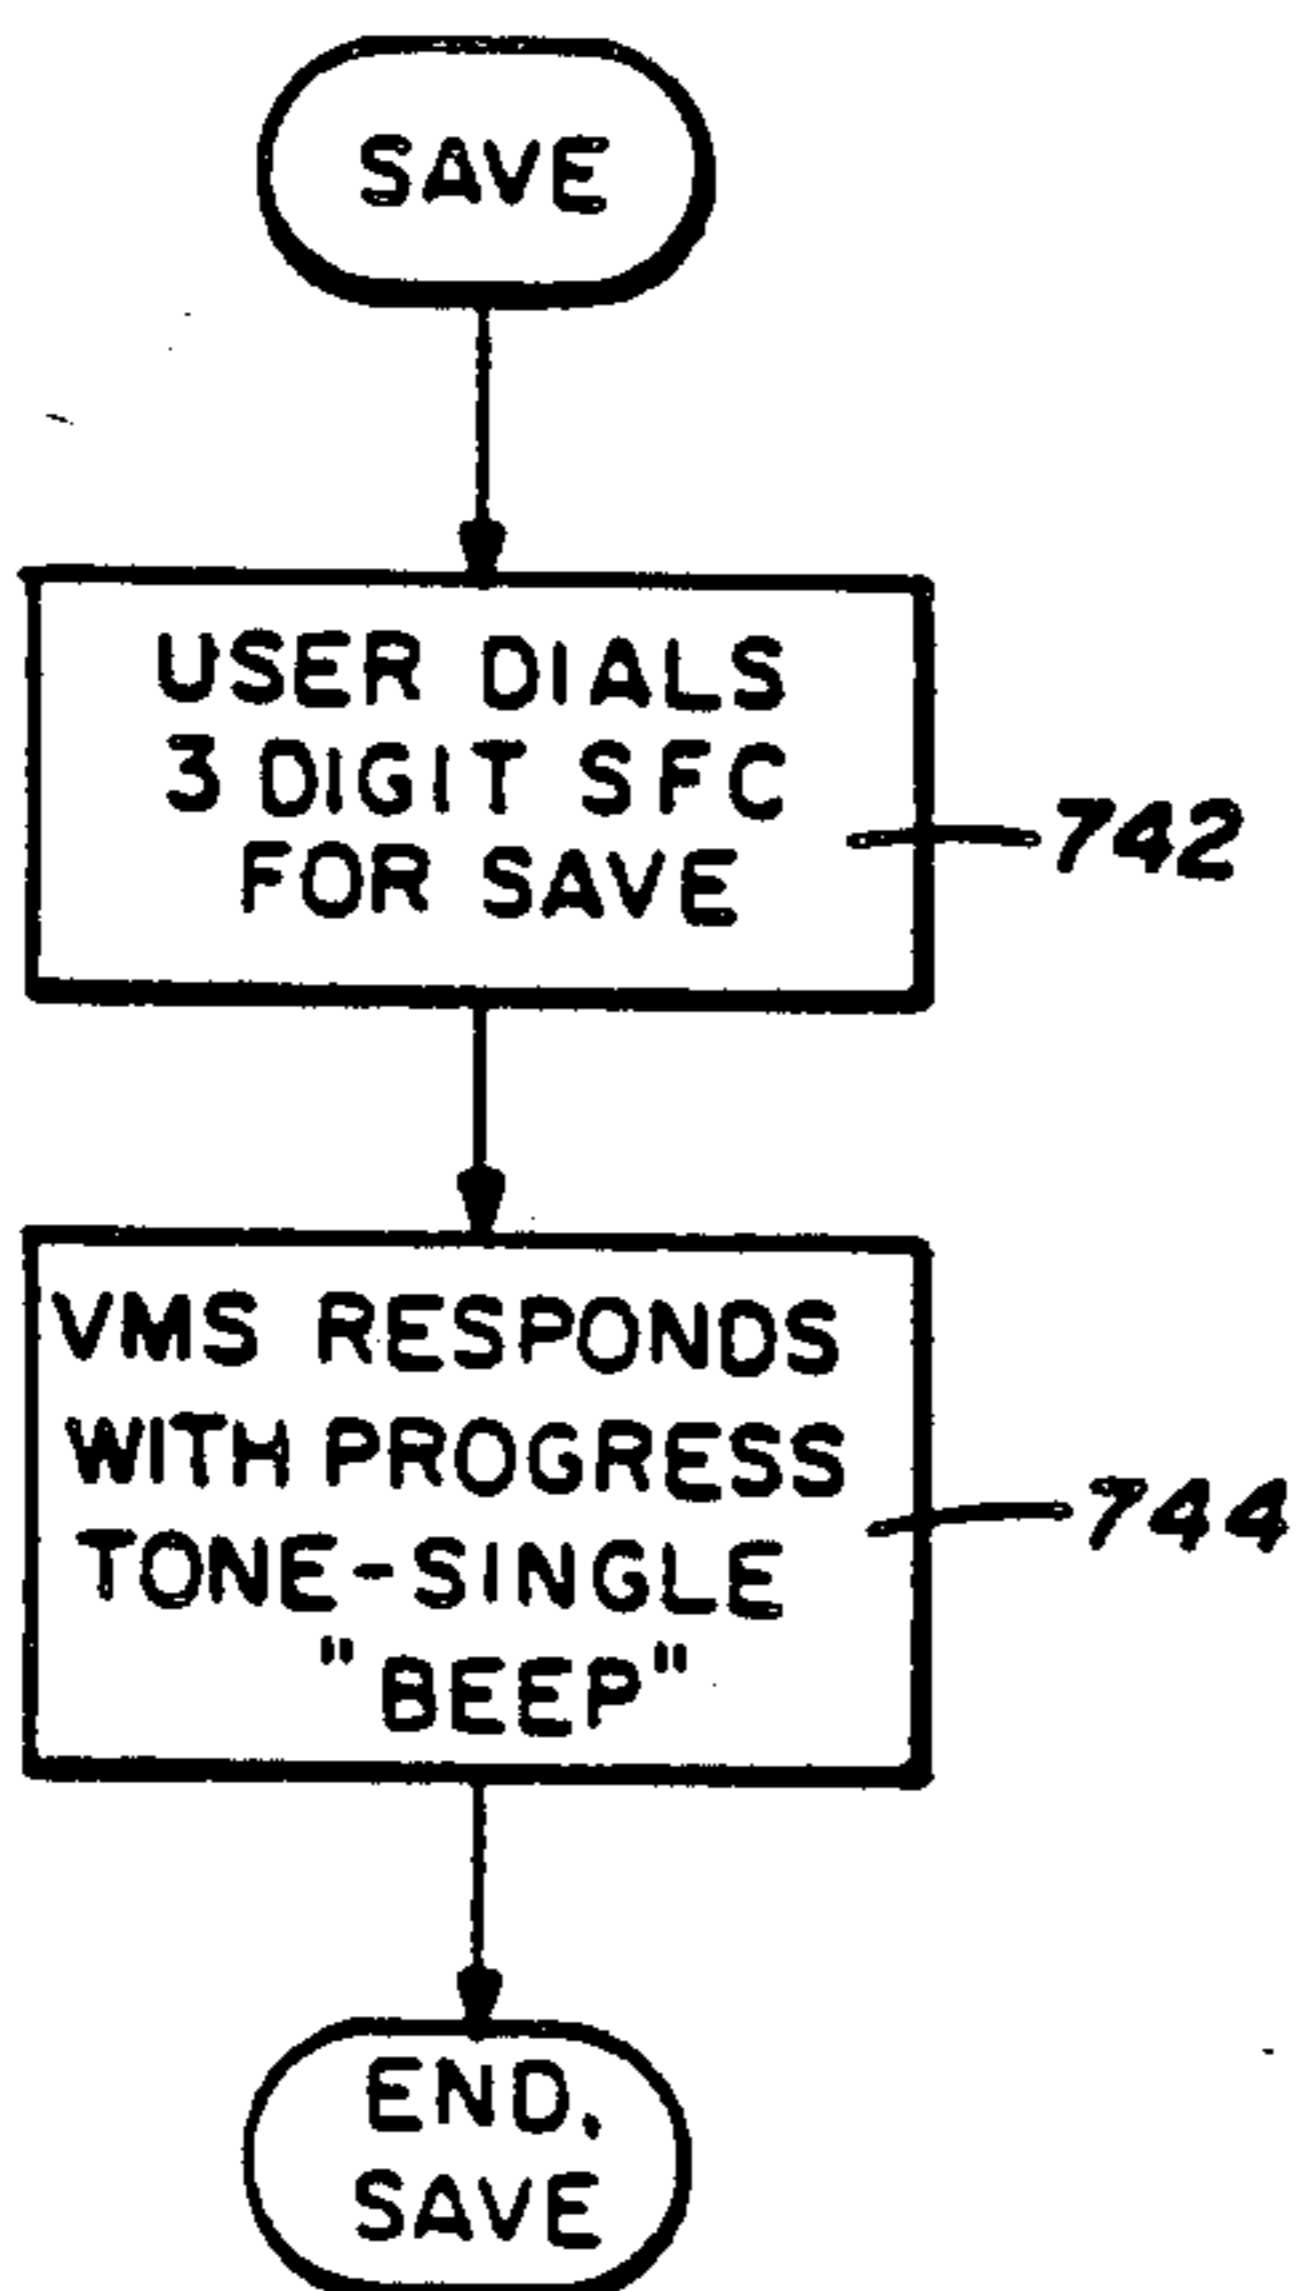 SAVE
USER DIALS
3 DIGIT SFC
FOR SAVE
742
VMS RESPONDS
WITH PROGRESS
TONE-SINGLE
"BEEP"
744
END.
SAVE